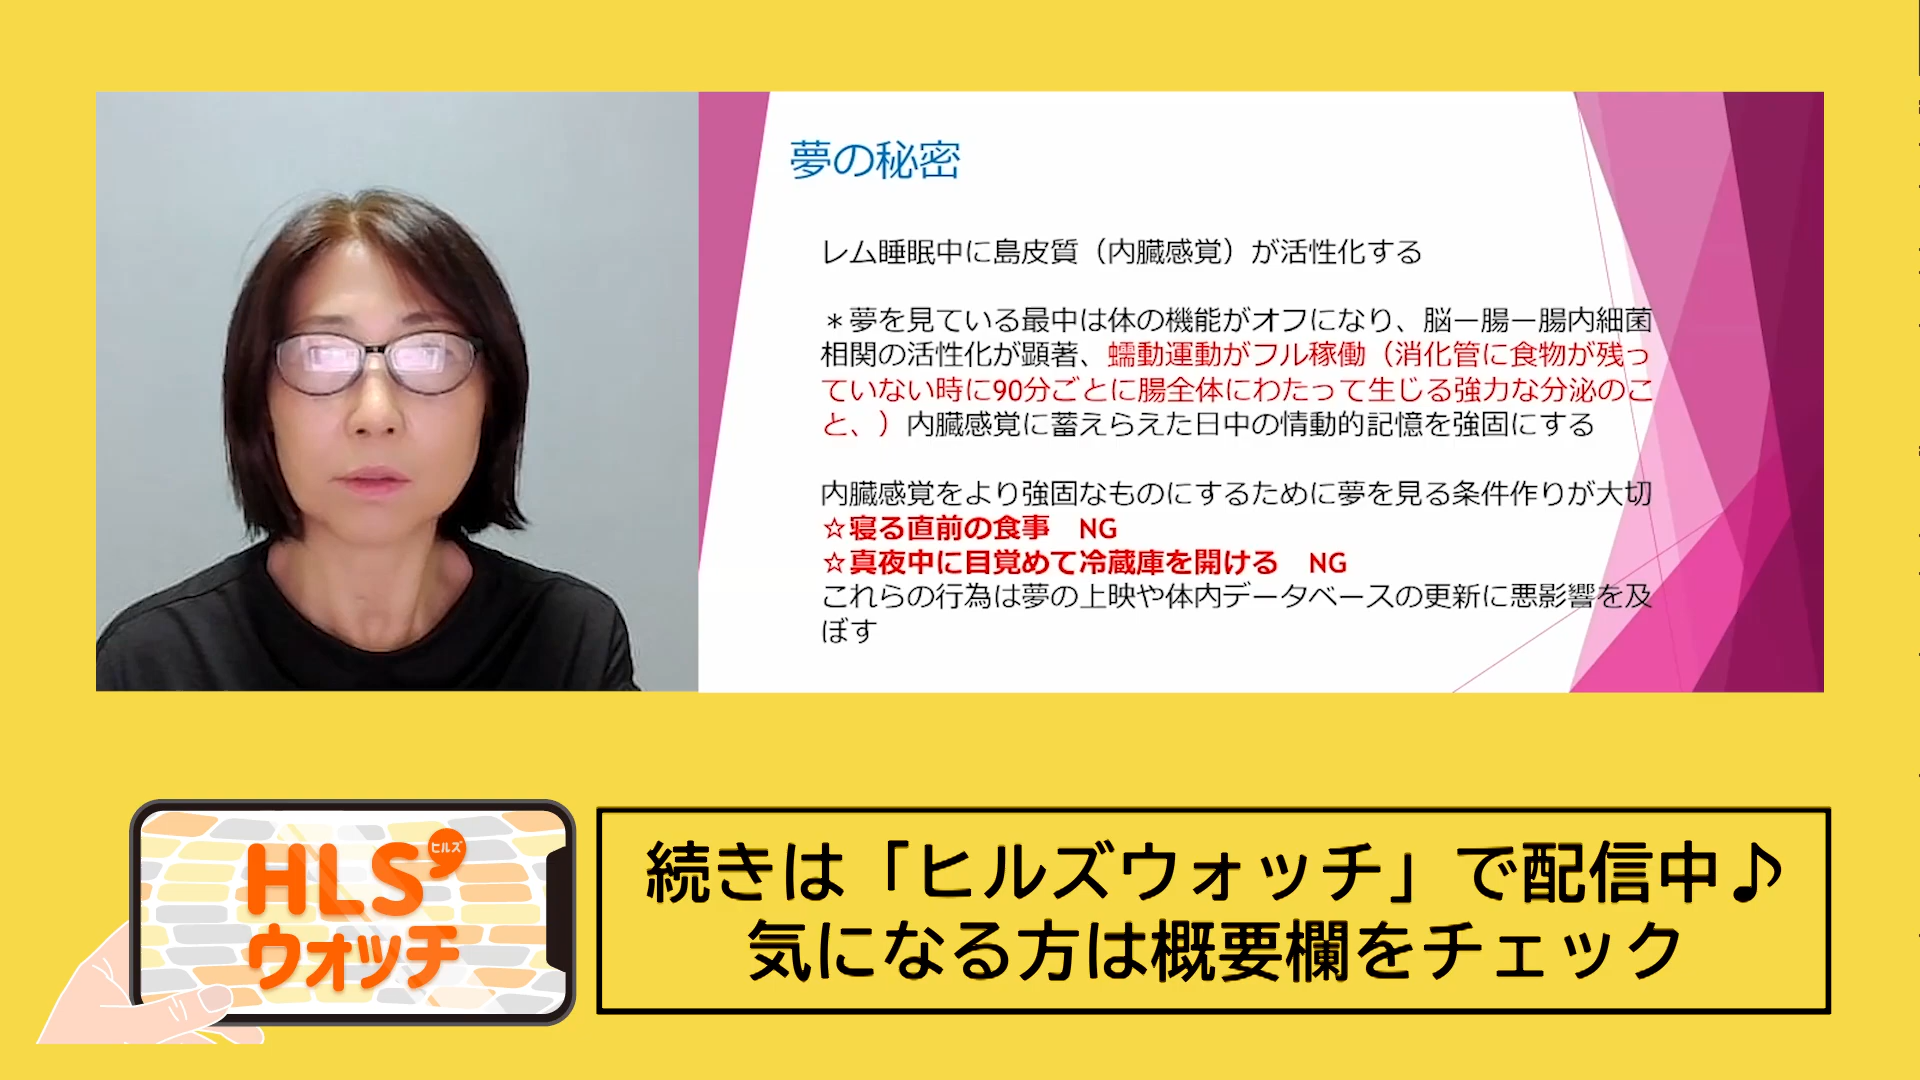 夢の秘密
レム睡眠中に島皮質（内臓感覚）が活性化する
＊夢を見ている最中は体の機能がオフになり、脳ー腸ー腸内細菌
相関の活性化が顕著、蠕動運動がフル稼働（消化管に食物が残っ
ていない時に90分ごとに腸全体にわたって生じる強力な分泌のこ
と、）内臓感覚に蓄えらえた日中の情動的記憶を強固にする
内臓感覚をより強固なものにするために夢を見る条件作りが大切
☆寝る直前の食事　NG
☆真夜中に目覚めて冷蔵庫を開ける　NG
これらの行為は夢の上映や体内データベースの更新に悪影響を及
ぼす
HLS ヒルズ
ウォッチ
続きは「ヒルズウォッチ」で配信中♪
気になる方は概要欄をチェック